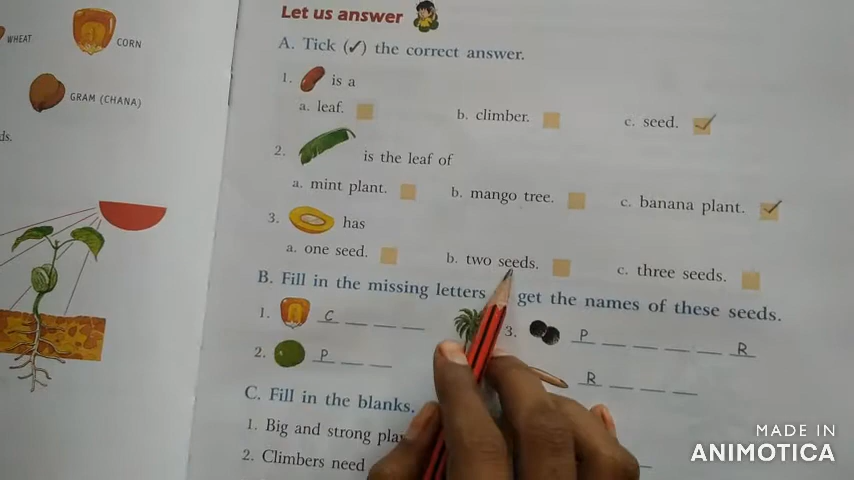 WHEAT
CORN
GRAM (CHANA)
ds.
Let us answer
A. Tick (✓) the correct answer.
1. is a
a. leaf. b. climber. c. seed. ✓
2. is the leaf of
a. mint plant. b. mango tree. c. banana plant. ✓
3. has
a. one seed. b. two seeds. c. three seeds.
B. Fill in the missing letters get the names of these seeds.
1. C _ _ _ 3. P _ _ _ _ R
2. P _ _ R _ _ _
C. Fill in the blanks.
1. Big and strong
2. Climbers need
MADE IN
ANIMOTICA